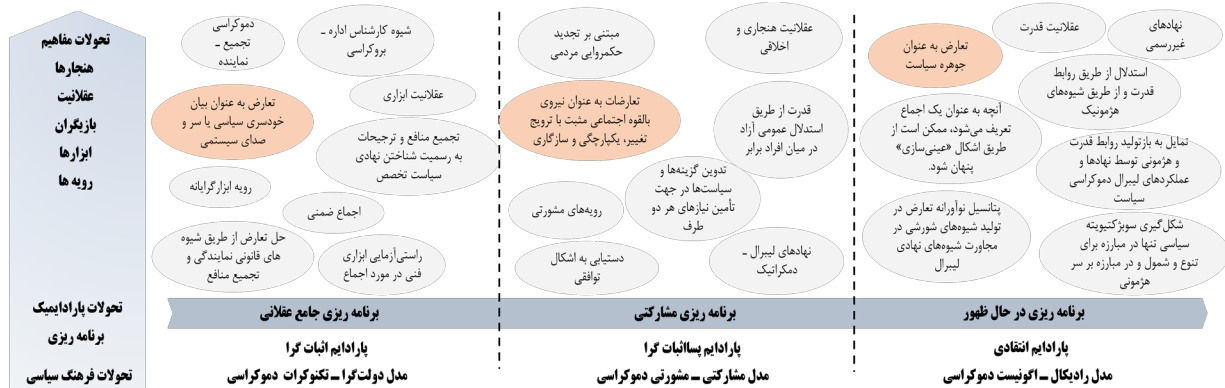 تحولات مفاهیم
هنجارها
عقلانیت
بازیگران
ابزارها
رویه ها
تحولات پارادایمیک
برنامه ریزی
تحولات فرهنگ سیاسی
دموکراسی
تجمیع ـ
نماینده
شیوه کارشناس اداره ـ
بروکراسی
عقلانیت ابزاری
تعارض به عنوان بیان
خودسری سیاسی یا سر و
صدای سیستمی
تجمیع منافع و ترجیحات
به رسمیت شناختن نهادی
سیاست تخصص
رویه ابزارگرایانه
اجماع ضمنی
حل تعارض از طریق شیوه
های قانونی نمایندگی و
تجمیع منافع
راستی‌آزمایی ابزاری
فنی در مورد اجماع
برنامه ریزی جامع عقلانی
پارادایم اثبات گرا
مدل دولت‌گرا ـ تکنوکرات دموکراسی
مبتنی بر تجدید
حکمروایی مردمی
عقلانیت هنجاری و
اخلاقی
تعارضات به عنوان نیروی
بالقوه اجتماعی مثبت با ترویج
تغییر، یکپارچگی و سازگاری
قدرت از طریق
استدلال عمومی آزاد
در میان افراد برابر
تدوین گزینه‌ها و
سیاست‌ها در جهت
تأمین نیازهای هر دو
طرف
رویه‌های مشورتی
دستیابی به اشکال
توافقی
نهادهای لیبرال ـ
دمکراتیک
برنامه ریزی مشارکتی
پارادایم پسااثبات گرا
مدل مشارکتی ـ مشورتی دموکراسی
تعارض به عنوان
جوهره سیاست
عقلانیت قدرت
نهادهای
غیررسمی
استدلال از طریق روابط
قدرت و از طریق شیوه‌های
هژمونیک
آنچه به عنوان یک اجماع
تعریف می‌شود، ممکن است از
طریق اشکال «عینی‌سازی»
پنهان شود.
تمایل به بازتولید روابط قدرت
و هژمونی توسط نهادها و
عملکردهای لیبرال دموکراسی
سیاست
پتانسیل نوآورانه تعارض در
تولید شیوه‌های شورشی در
مجاورت شیوه‌های نهادی
لیبرال
شکل‌گیری سوبژکتیویته
سیاسی تنها در مبارزه برای
تنوع و شمول و در مبارزه بر سر
هژمونی
برنامه ریزی در حال ظهور
پارادایم انتقادی
مدل رادیکال ـ اگونیست دموکراسی